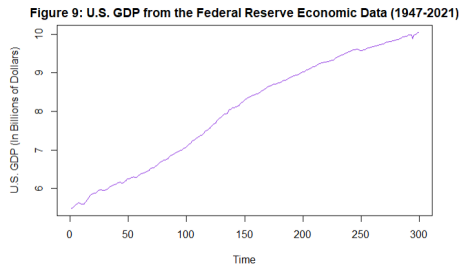 Figure 9: U.S. GDP from the Federal Reserve Economic Data (1947-2021)
U.S. GDP (In Billions of Dollars)
10
9
8
7
6
0 50 100 150 200 250 300
Time